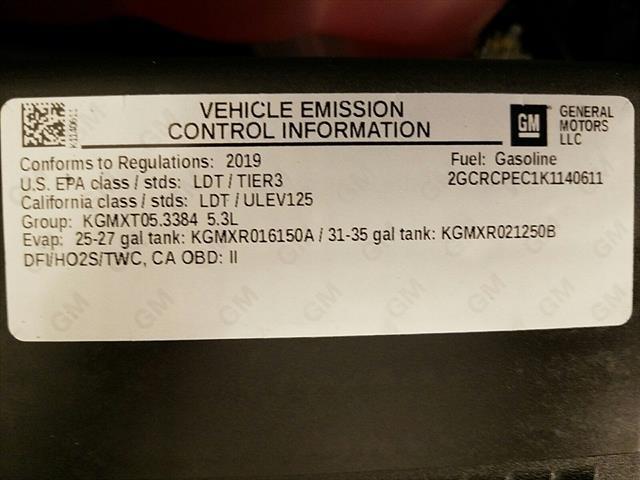 VEHICLE EMISSION
CONTROL INFORMATION
K1140611
GM
GENERAL
MOTORS
LLC
Conforms to Regulations: 2019
Fuel: Gasoline
U.S. EPA class / stds: LDT / TIER3
2GCRCPEC1K1140611
California class / stds: LDT / ULEV125
Group: KGMXT05.3384 5.3L
Evap: 25-27 gal tank: KGMXR016150A / 31-35 gal tank: KGMXR021250B
DFI/HO2S/TWC, CA OBD: II